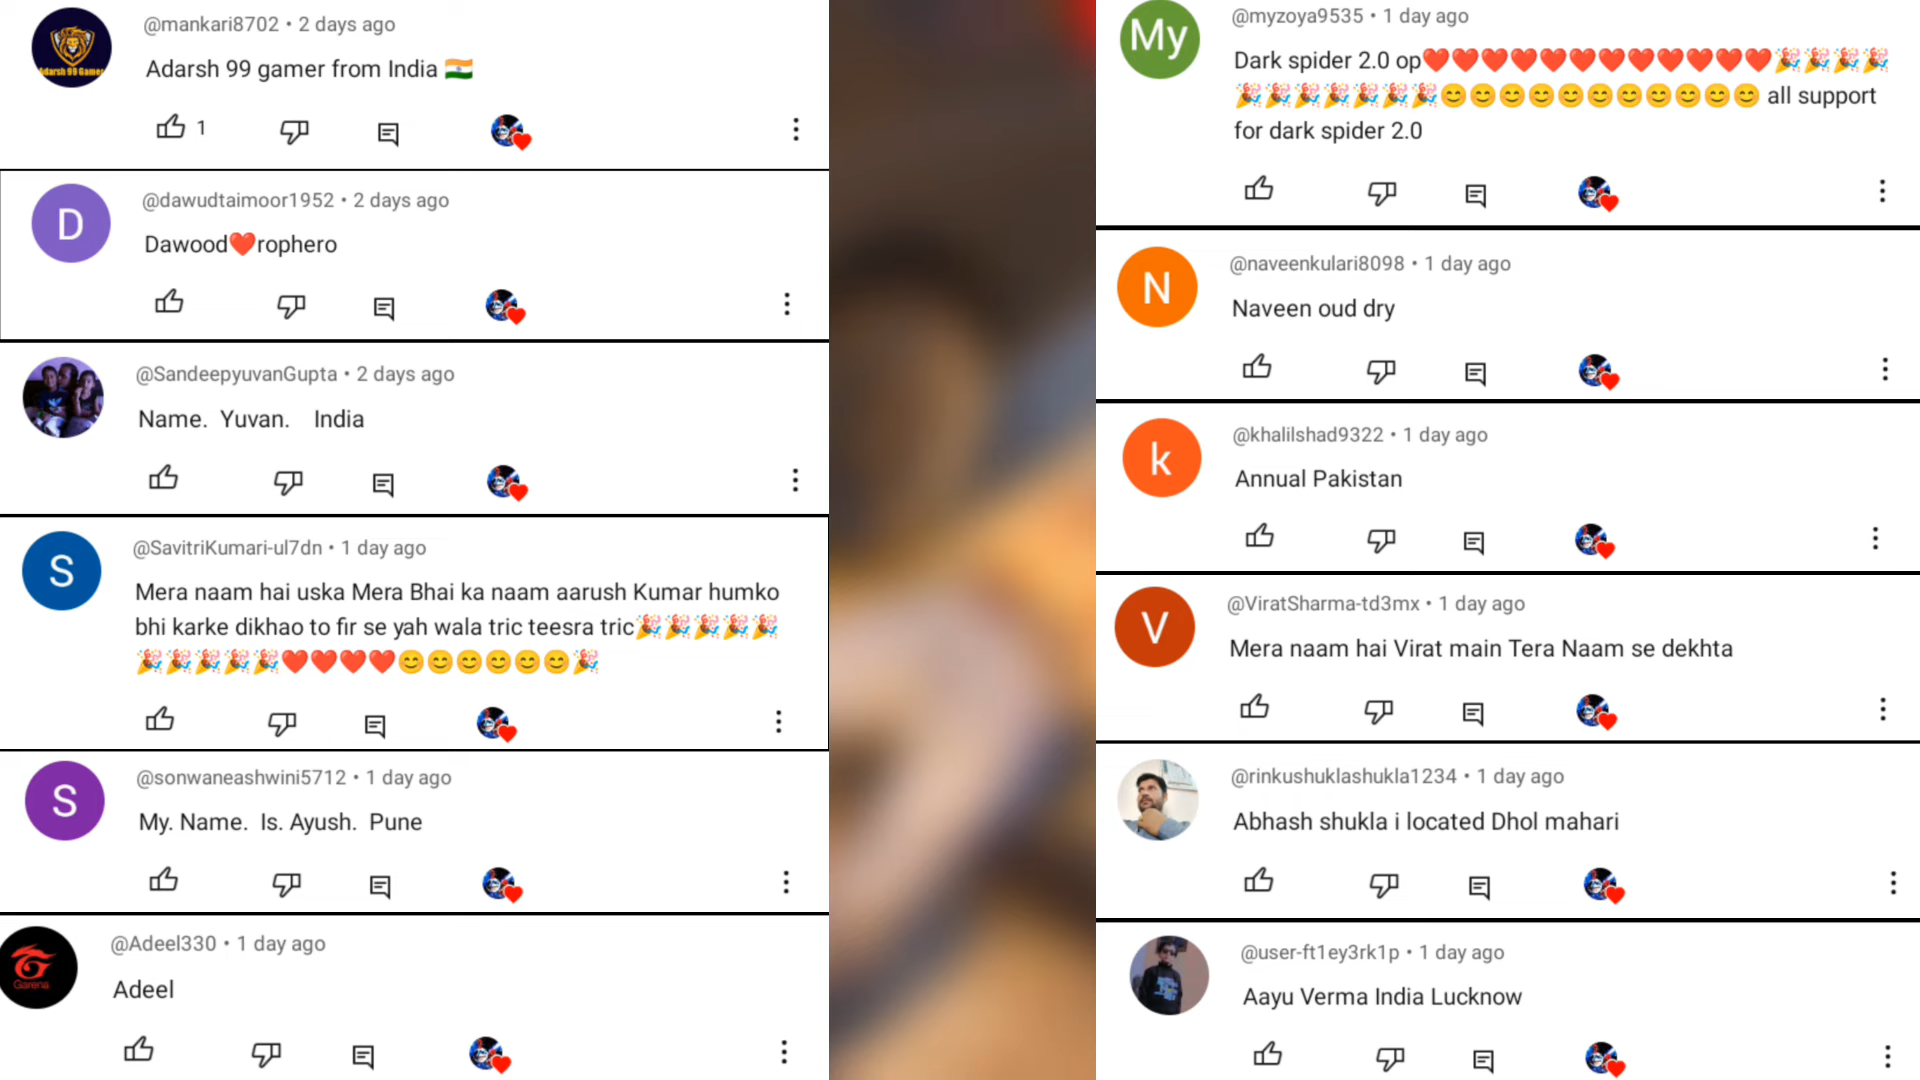 @mankari8702 • 2 days ago
Adarsh 99 gamer from India 🇮🇳
1
Adarsh 99 Gamer
D
@dawudtaimoor1952 • 2 days ago
Dawood❤️rophero
@SandeepyuvanGupta • 2 days ago
Name. Yuvan. India
S
@SavitriKumari-ul7dn • 1 day ago
Mera naam hai uska Mera Bhai ka naam aarush Kumar humko
bhi karke dikhao to fir se yah wala tric teesra tric🎉🎉🎉🎉🎉
🎉🎉🎉🎉🎉❤️❤️❤️❤️😊😊😊😊😊😊🎉
S
@sonwaneashwini5712 • 1 day ago
My. Name. Is. Ayush. Pune
Garena
@Adeel330 • 1 day ago
Adeel
My
@myzoya9535 • 1 day ago
Dark spider 2.0 op❤️❤️❤️❤️❤️❤️❤️❤️❤️❤️❤️❤️🎉🎉🎉🎉
🎉🎉🎉🎉🎉🎉🎉😊😊😊😊😊😊😊😊😊😊😊 all support
for dark spider 2.0
N
@naveenkulari8098 • 1 day ago
Naveen oud dry
k
@khalilshad9322 • 1 day ago
Annual Pakistan
V
@ViratSharma-td3mx • 1 day ago
Mera naam hai Virat main Tera Naam se dekhta
@rinkushuklashukla1234 • 1 day ago
Abhash shukla i located Dhol mahari
@user-ft1ey3rk1p • 1 day ago
Aayu Verma India Lucknow